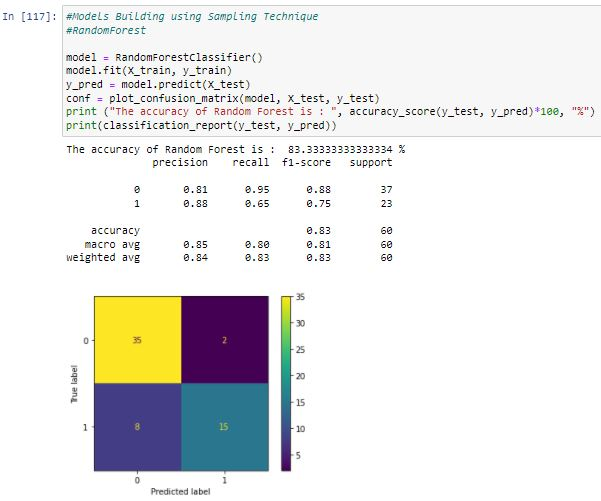 In [117]: #Models Building using Sampling Technique
#RandomForest
model = RandomForestClassifier()
model.fit(X_train, y_train)
y_pred = model.predict(X_test)
conf = plot_confusion_matrix(model, X_test, y_test)
print ("The accuracy of Random Forest is : ", accuracy_score(y_test, y_pred)*100, "%")
print(classification_report(y_test, y_pred))
The accuracy of Random Forest is :  83.33333333333334 %
precision recall f1-score support
0 0.81 0.95 0.88 37
1 0.88 0.65 0.75 23
accuracy 0.83 60
macro avg 0.85 0.80 0.81 60
weighted avg 0.84 0.83 0.83 60
35
30
25
20
15
10
5
True label
0
1
35 2
8 15
0 1
Predicted label